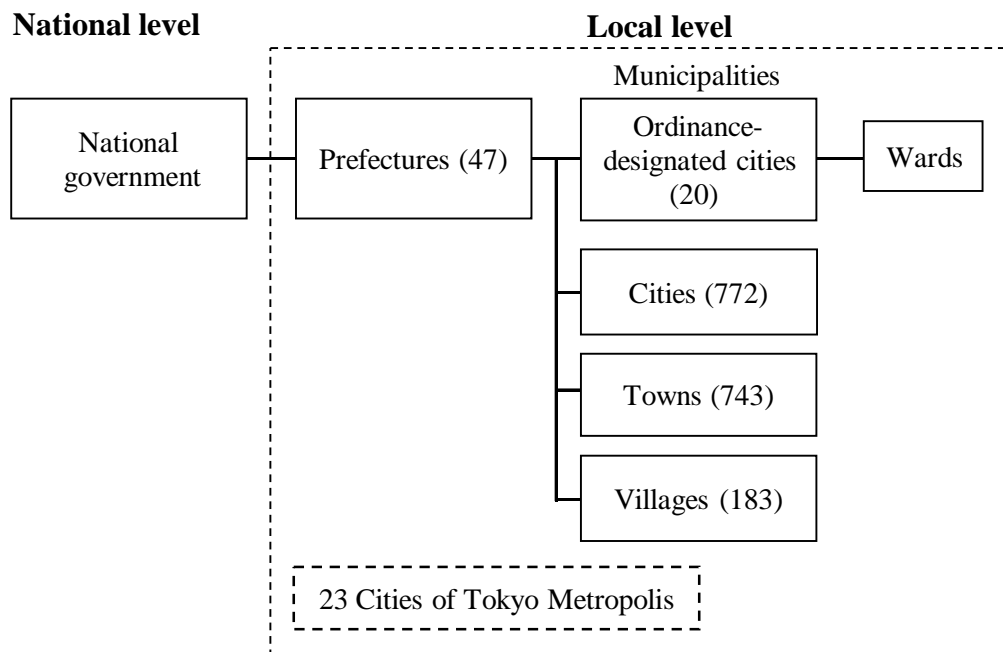 National level
Local level
Municipalities
National
government
Prefectures (47)
Ordinance-
designated cities
(20)
Wards
Cities (772)
Towns (743)
Villages (183)
23 Cities of Tokyo Metropolis